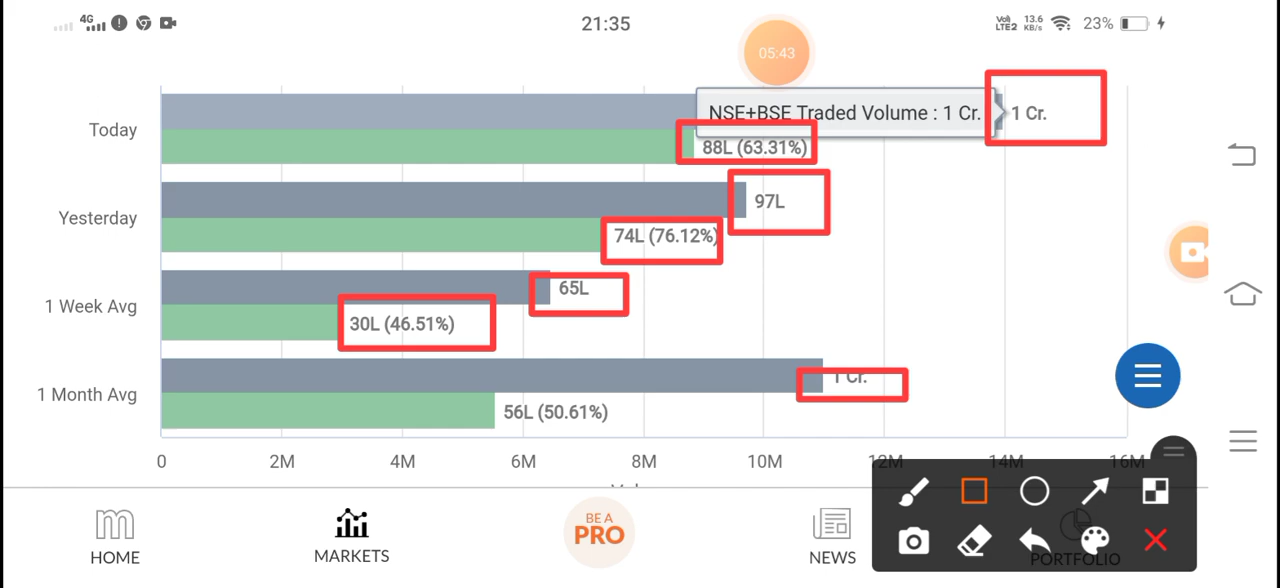 4G
21:35
Volt LTE2
13.6 KB/s
23%
05:43
NSE+BSE Traded Volume : 1 Cr.
1 Cr.
Today
88L (63.31%)
97L
Yesterday
74L (76.12%)
65L
1 Week Avg
30L (46.51%)
1 Cr.
1 Month Avg
56L (50.61%)
0 2M 4M 6M 8M 10M 12M 14M 16M
BE A
PRO
HOME
MARKETS
NEWS
PORTFOLIO